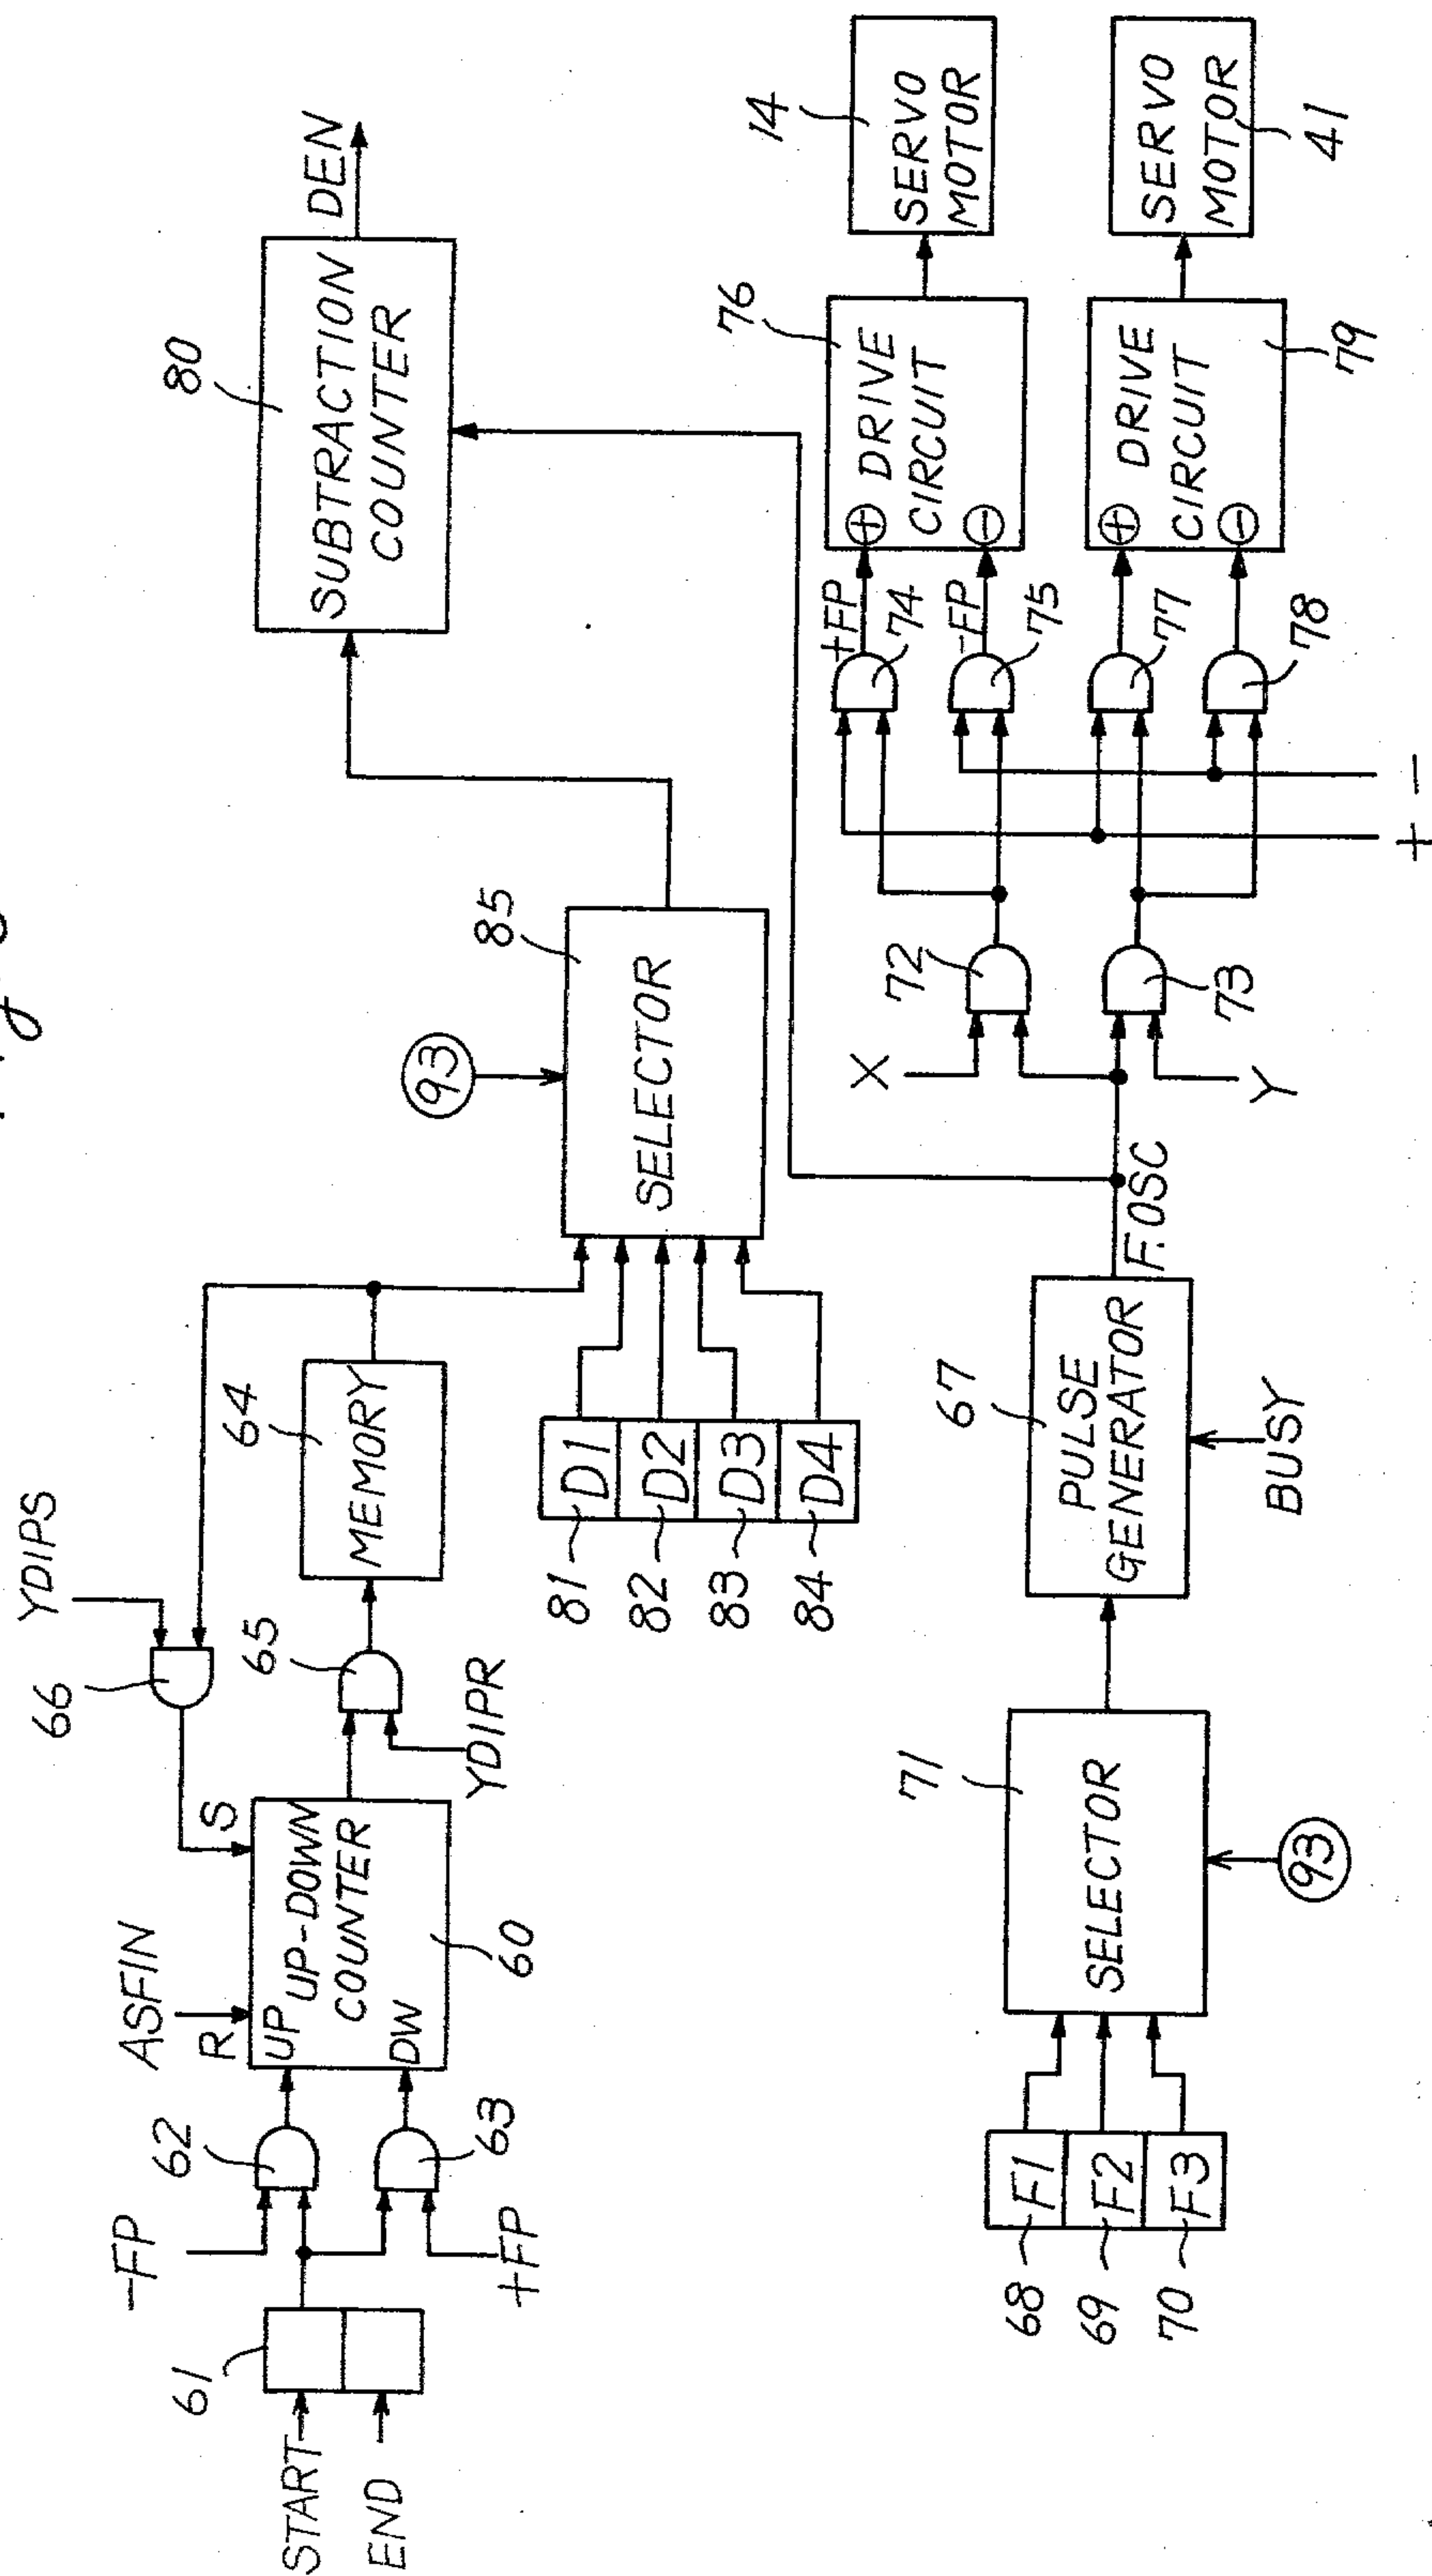 START
END
61
-FP
+FP
62
63
ASFIN
R
S
UP
UP-DOWN
COUNTER
DW
60
66
YDIPS
65
YDIPR
64
MEMORY
81
D1
82
D2
83
D3
84
D4
93
85
SELECTOR
80
SUBTRACTION
COUNTER
DEN
68
F1
69
F2
70
F3
71
SELECTOR
93
67
PULSE
GENERATOR
BUSY
F.OSC
X
Y
72
73
+
-
+FP
74
-FP
75
77
78
76
+ DRIVE
CIRCUIT
-
+ DRIVE
CIRCUIT
-
79
14
SERVO
MOTOR
SERVO
MOTOR
41